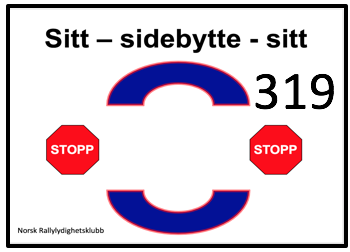 Sitt – sidebytte - sitt
319
STOPP STOPP
Norsk Rallylydighetsklubb